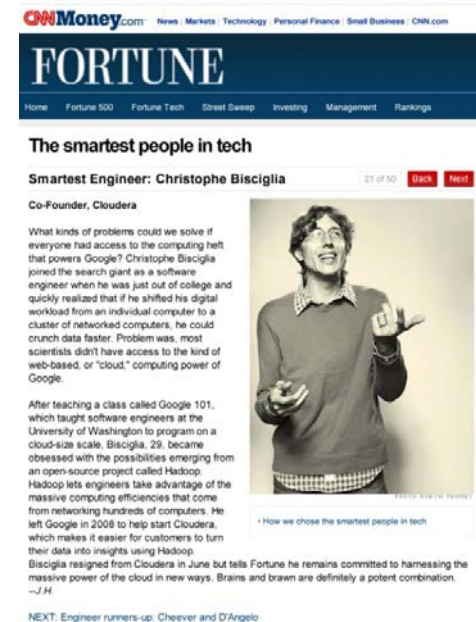 CNNMoney.com News | Markets | Technology | Personal Finance | Small Business | CNN.com
FORTUNE
Home Fortune 500 Fortune Tech Street Sweep Investing Management Rankings
The smartest people in tech
Smartest Engineer: Christophe Bisciglia 21 of 50 Back Next
Co-Founder, Cloudera
What kinds of problems could we solve if
everyone had access to the computing heft
that powers Google? Christophe Bisciglia
joined the search giant as a software
engineer when he was just out of college and
quickly realized that if he shifted his digital
workload from an individual computer to a
cluster of networked computers, he could
crunch data faster. Problem was, most
scientists didn't have access to the kind of
web-based, or "cloud," computing power of
Google.
After teaching a class called Google 101,
which taught software engineers at the
University of Washington to program on a
cloud-size scale, Bisciglia, 29, became
obsessed with the possibilities emerging from
an open-source project called Hadoop.
Hadoop lets engineers take advantage of the
massive computing efficiencies that come
from networking hundreds of computers. He
left Google in 2008 to help start Cloudera,
which makes it easier for customers to turn
their data into insights using Hadoop.
Bisciglia resigned from Cloudera in June but tells Fortune he remains committed to harnessing the
massive power of the cloud in new ways. Brains and brawn are definitely a potent combination.
--J.H.
PHOTO: ROBYN TWOMEY
How we chose the smartest people in tech
NEXT: Engineer runners-up: Cheever and D'Angelo